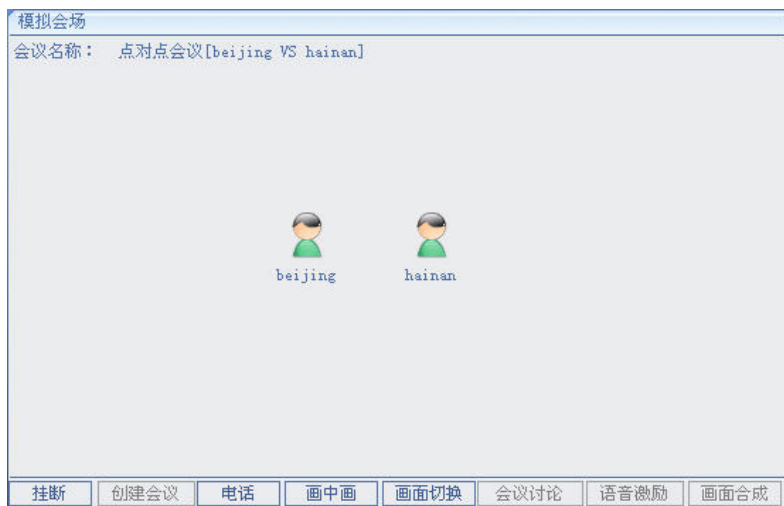 模拟会场
会议名称： 点对点会议[beijing VS hainan]
beijing hainan
挂断 创建会议 电话 画中画 画面切换 会议讨论 语音激励 画面合成